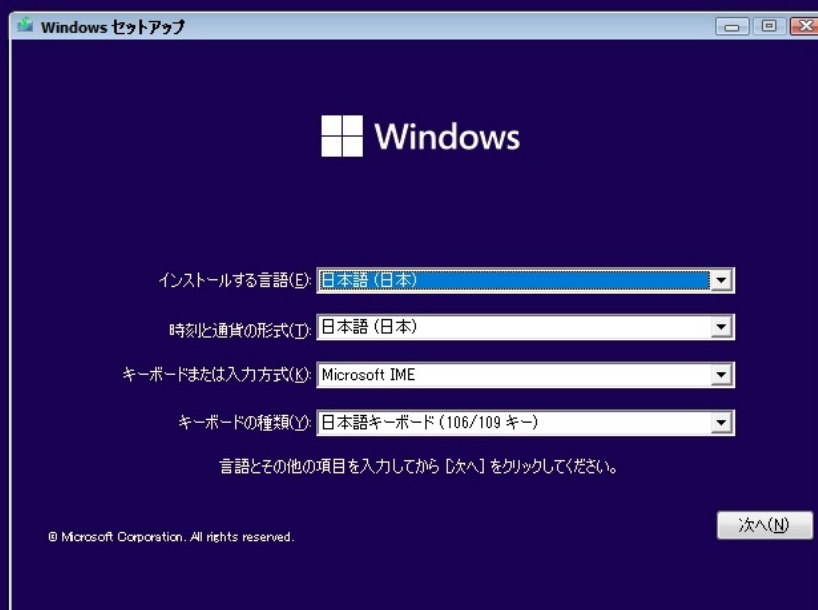 Windows セットアップ
Windows
インストールする言語(E): 日本語 (日本)
時刻と通貨の形式(T): 日本語 (日本)
キーボードまたは入力方式(K): Microsoft IME
キーボードの種類(Y): 日本語キーボード (106/109 キー)
言語とその他の項目を入力してから [次へ] をクリックしてください。
次へ(N)
© Microsoft Corporation. All rights reserved.